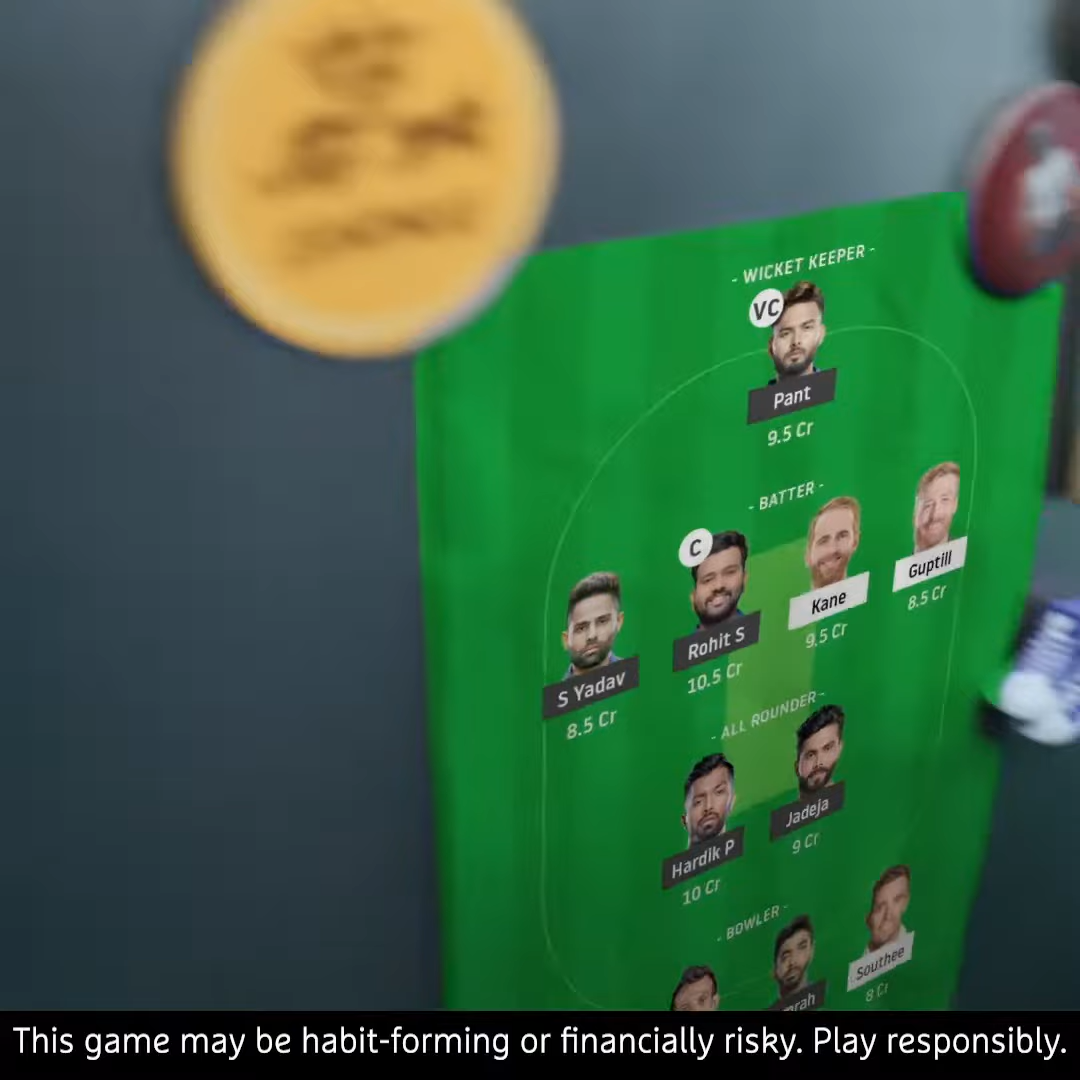 - WICKET KEEPER -
VC
Pant
9.5 Cr
- BATTER -
C
S Yadav
8.5 Cr
Rohit S
10.5 Cr
Kane
9.5 Cr
Guptill
8.5 Cr
- ALL ROUNDER -
Hardik P
10 Cr
Jadeja
9 Cr
- BOWLER -
Southee
8 Cr
This game may be habit-forming or financially risky. Play responsibly.